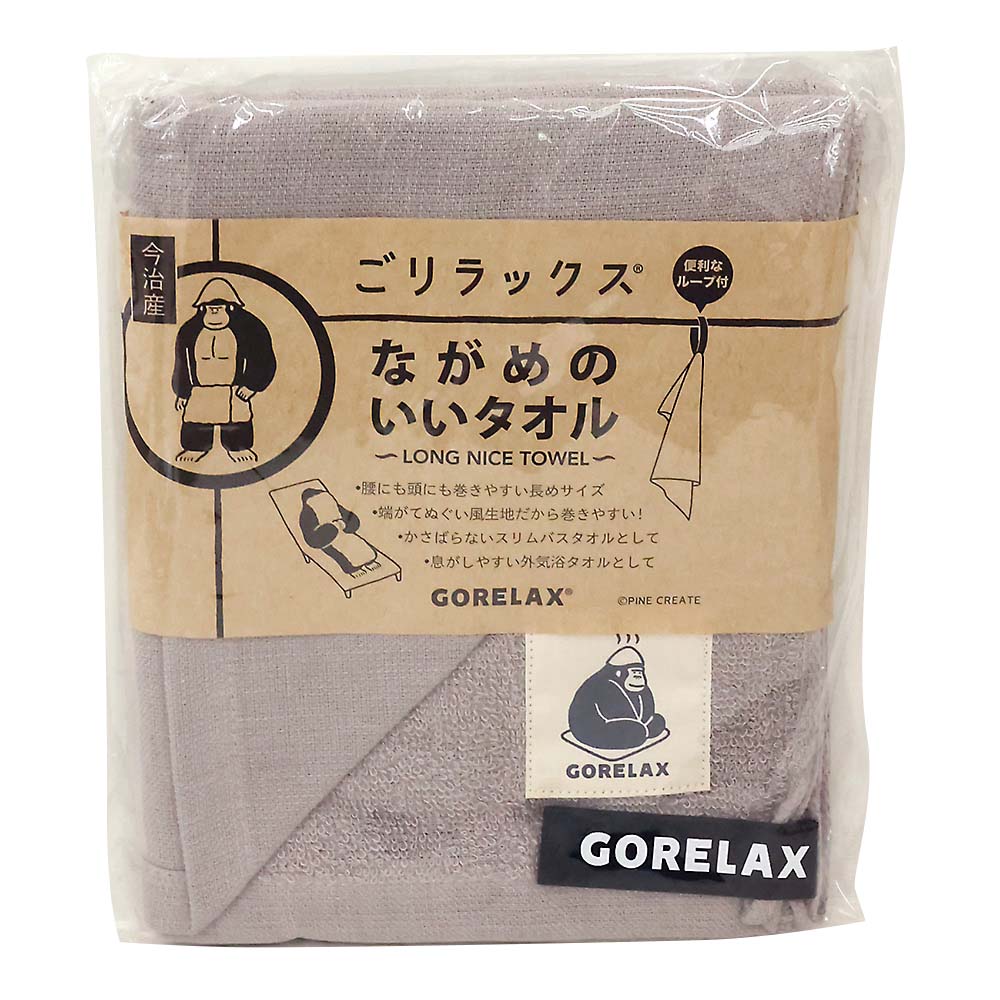 今治産
ごリラックス®
便利な
ループ付
ながめの
いいタオル
〜LONG NICE TOWEL〜
•腰にも頭にも巻きやすい長めサイズ
•端がてぬぐい風生地だから巻きやすい!
•かさばらないスリムバスタオルとして
•息がしやすい外気浴タオルとして
GORELAX®
©PINE CREATE
GORELAX
GORELAX